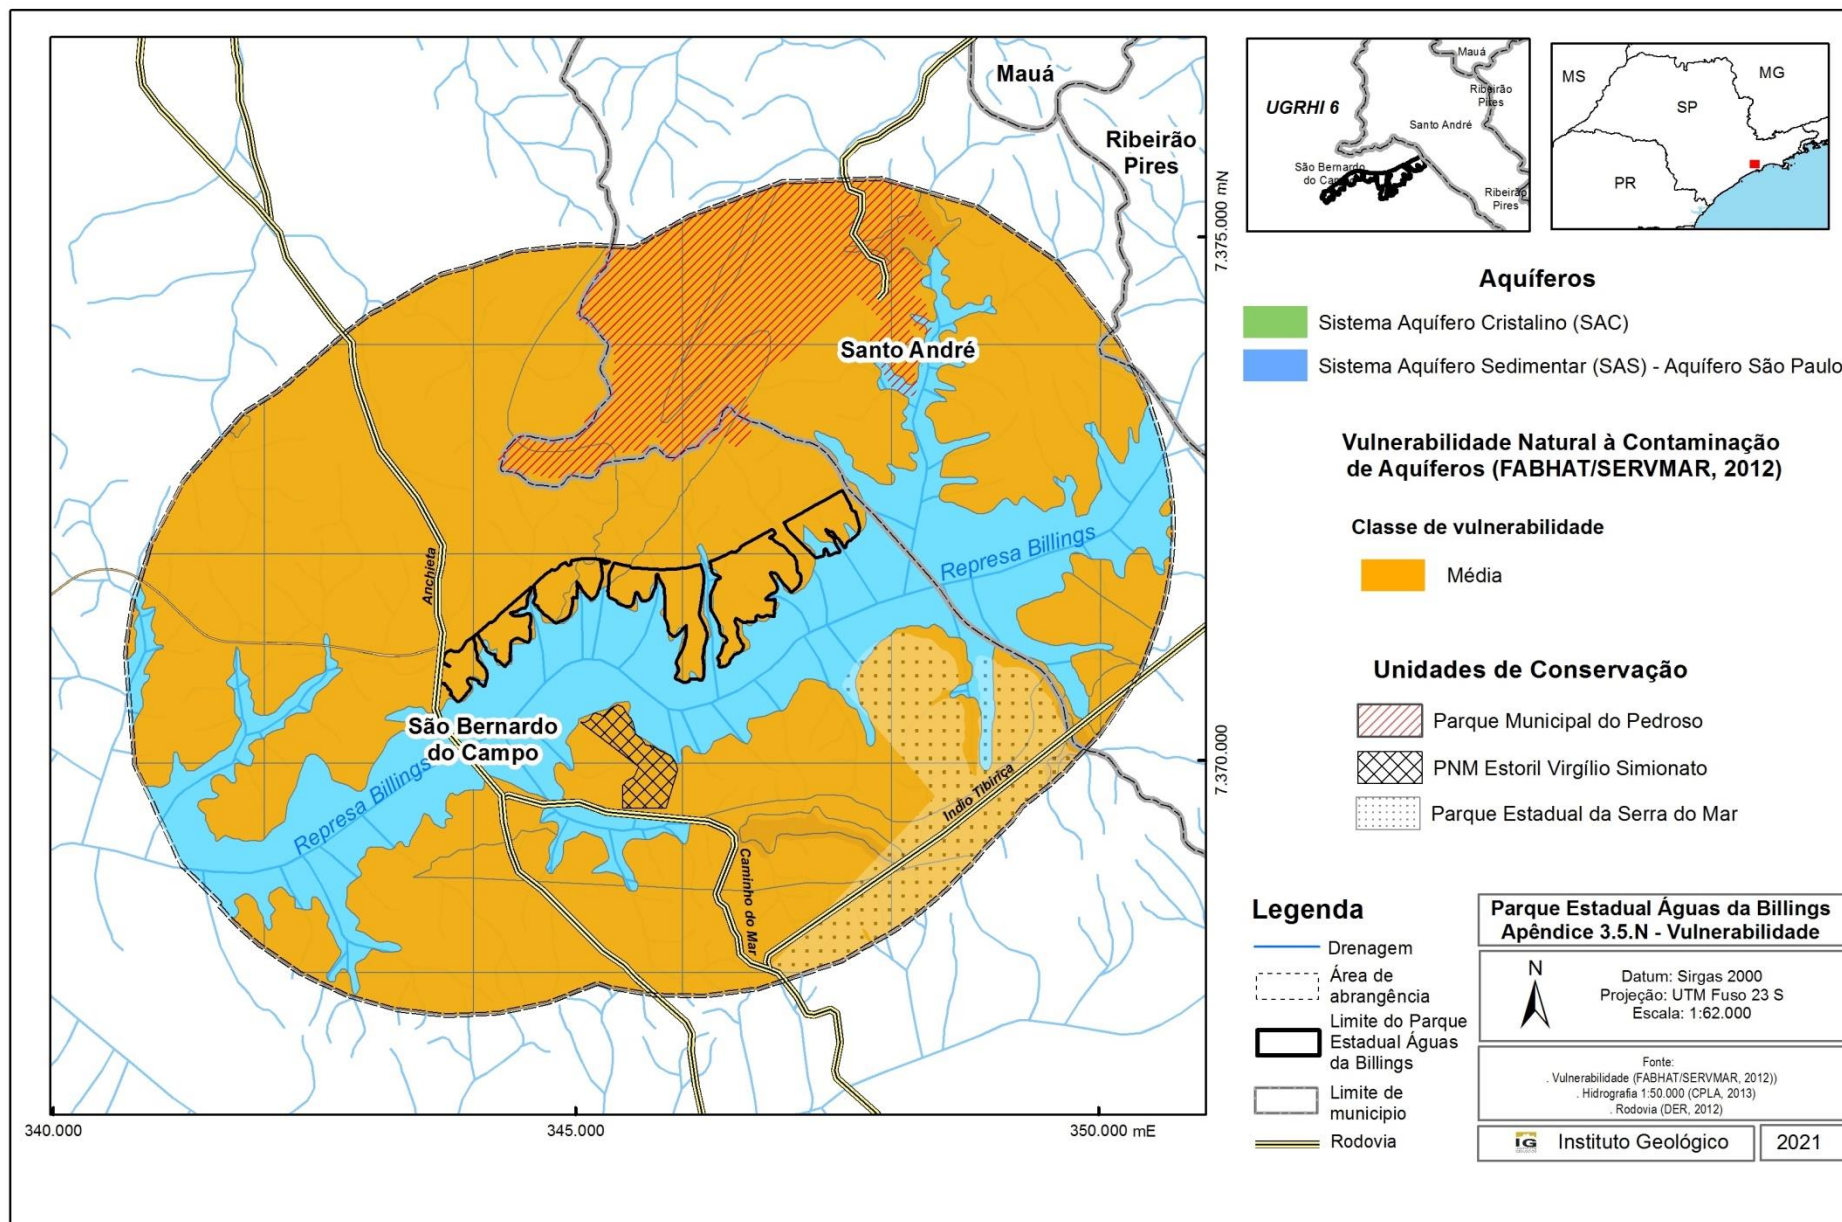 Mauá
Ribeirão
Pires
Santo André
São Bernardo
do Campo
Represa Billings
Represa Billings
Anchieta
Caminho do Mar
Indio Tibiriça
7.375.000 mN
7.370.000
340.000
345.000
350.000 mE
UGRHI 6
Mauá
Ribeirão
Pires
Santo André
São Bernardo
do Campo
Ribeirão
Pires
MS
MG
SP
PR
Aquíferos
Sistema Aquífero Cristalino (SAC)
Sistema Aquífero Sedimentar (SAS) - Aquífero São Paulo
Vulnerabilidade Natural à Contaminação
de Aquíferos (FABHAT/SERVMAR, 2012)
Classe de vulnerabilidade
Média
Unidades de Conservação
Parque Municipal do Pedroso
PNM Estoril Virgílio Simionato
Parque Estadual da Serra do Mar
Legenda
Drenagem
Área de
abrangência
Limite do Parque
Estadual Águas
da Billings
Limite de
municipio
Rodovia
Parque Estadual Águas da Billings
Apêndice 3.5.N - Vulnerabilidade
N
Datum: Sirgas 2000
Projeção: UTM Fuso 23 S
Escala: 1:62.000
Fonte:
. Vulnerabilidade (FABHAT/SERVMAR, 2012))
. Hidrografia 1:50.000 (CPLA, 2013)
. Rodovia (DER, 2012)
IG
Instituto Geológico
2021